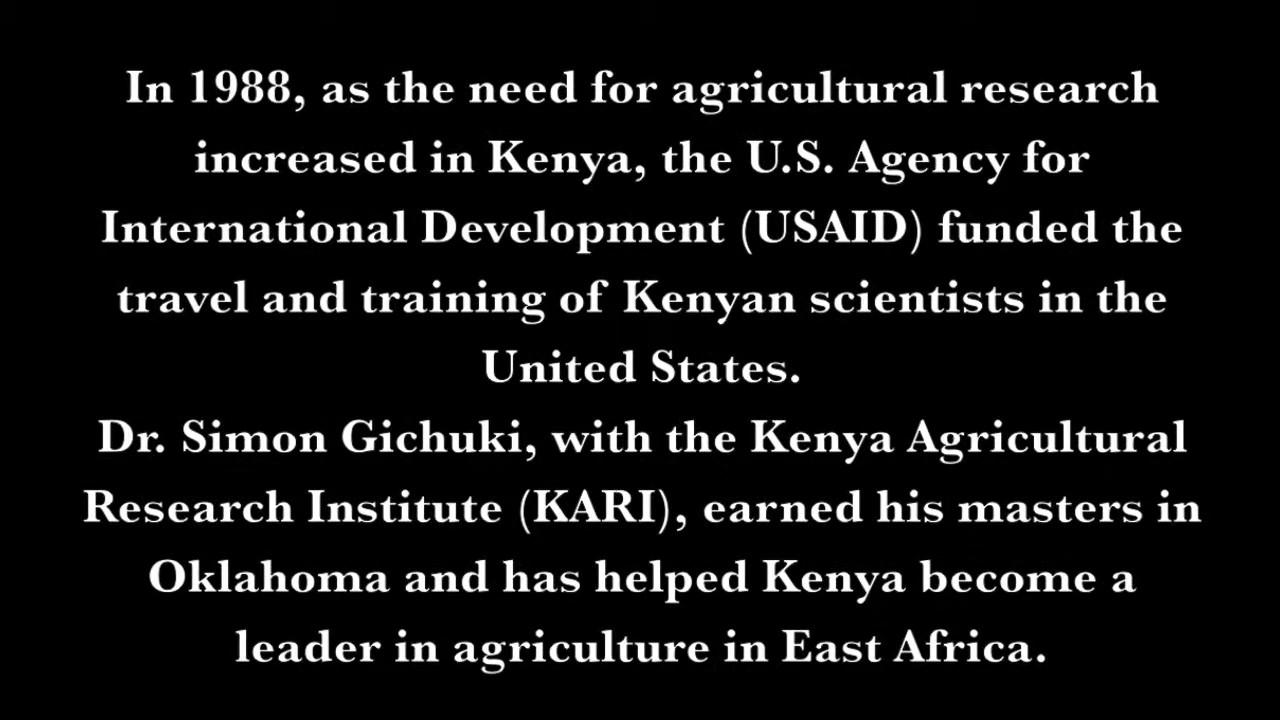 In 1988, as the need for agricultural research
increased in Kenya, the U.S. Agency for
International Development (USAID) funded the
travel and training of Kenyan scientists in the
United States.
Dr. Simon Gichuki, with the Kenya Agricultural
Research Institute (KARI), earned his masters in
Oklahoma and has helped Kenya become a
leader in agriculture in East Africa.